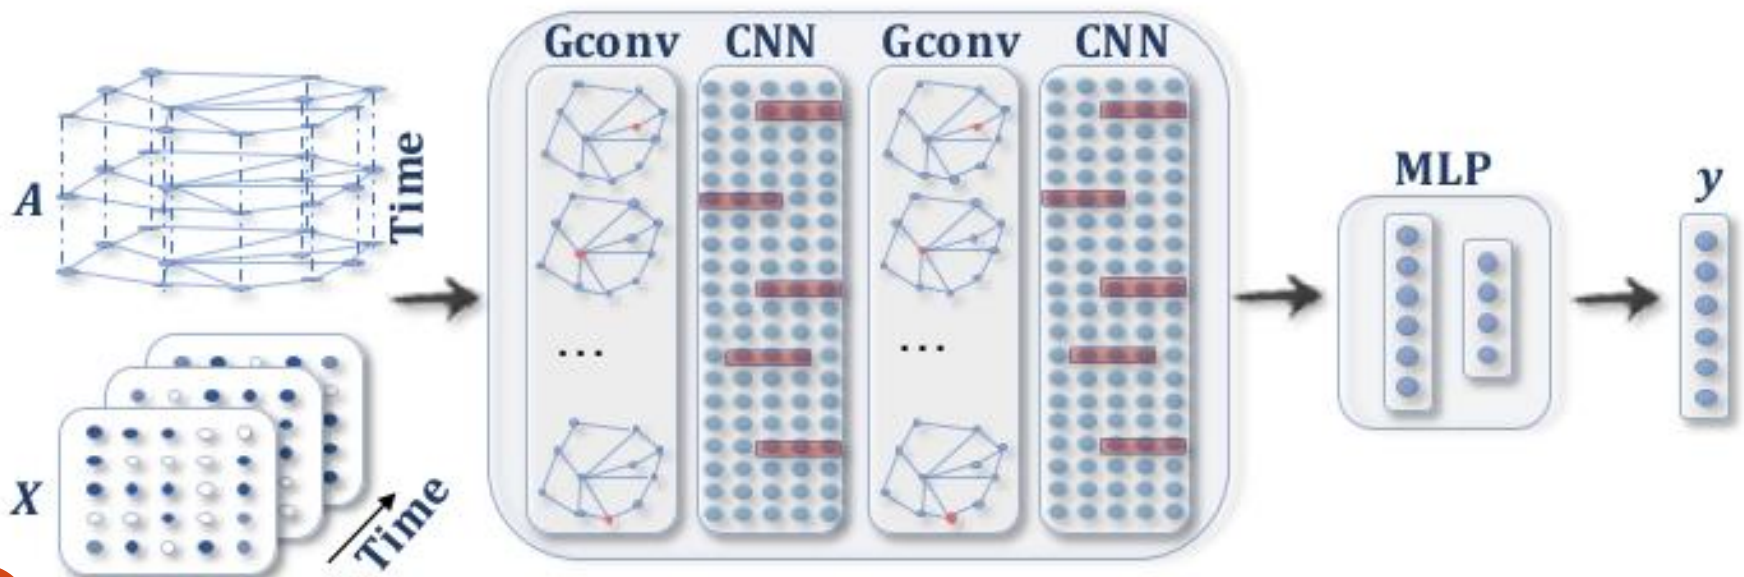 Gconv CNN Gconv CNN
A
Time
MLP
y
...
...
X
Time